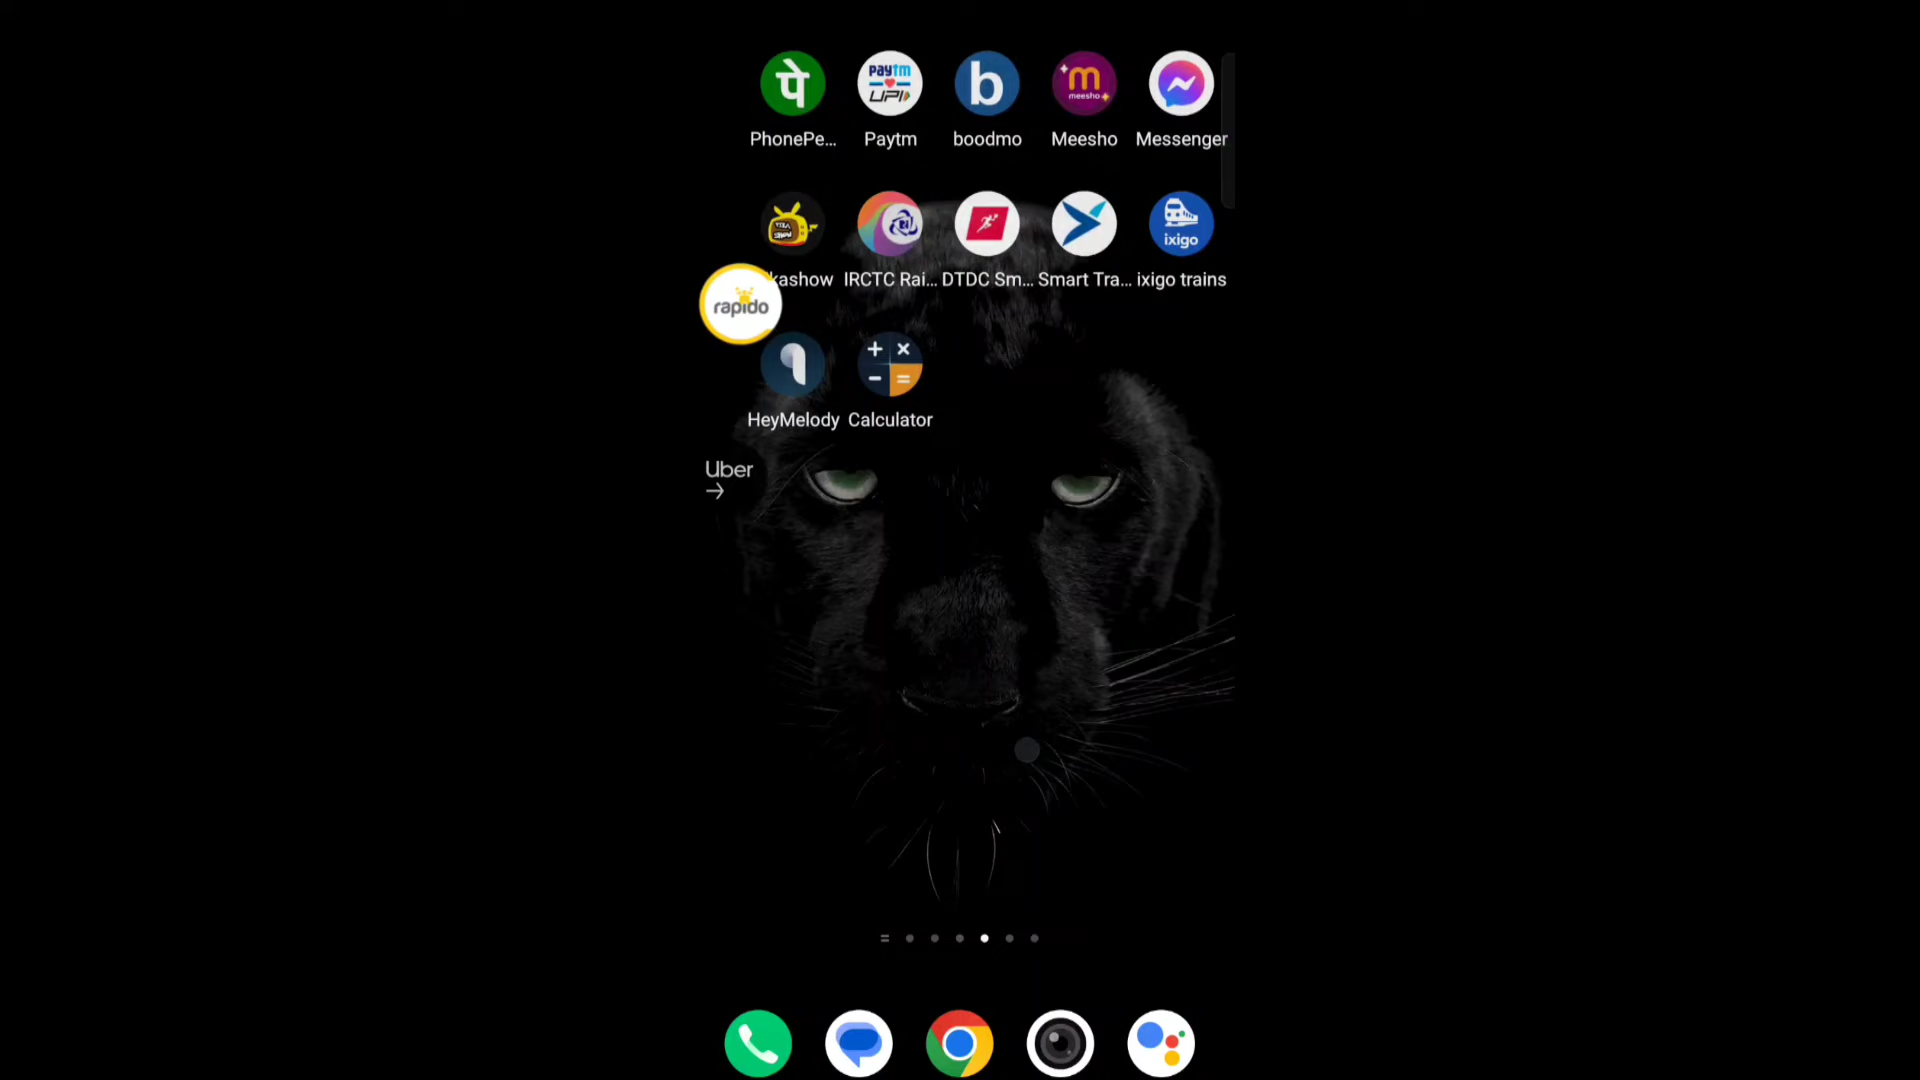 पे
paytm
UPI
b
m
meesho
PhonePe...
Paytm
boodmo
Meesho
Messenger
ixigo
kashow
IRCTC Rai...
DTDC Sm...
Smart Tra...
ixigo trains
rapido
HeyMelody
Calculator
Uber